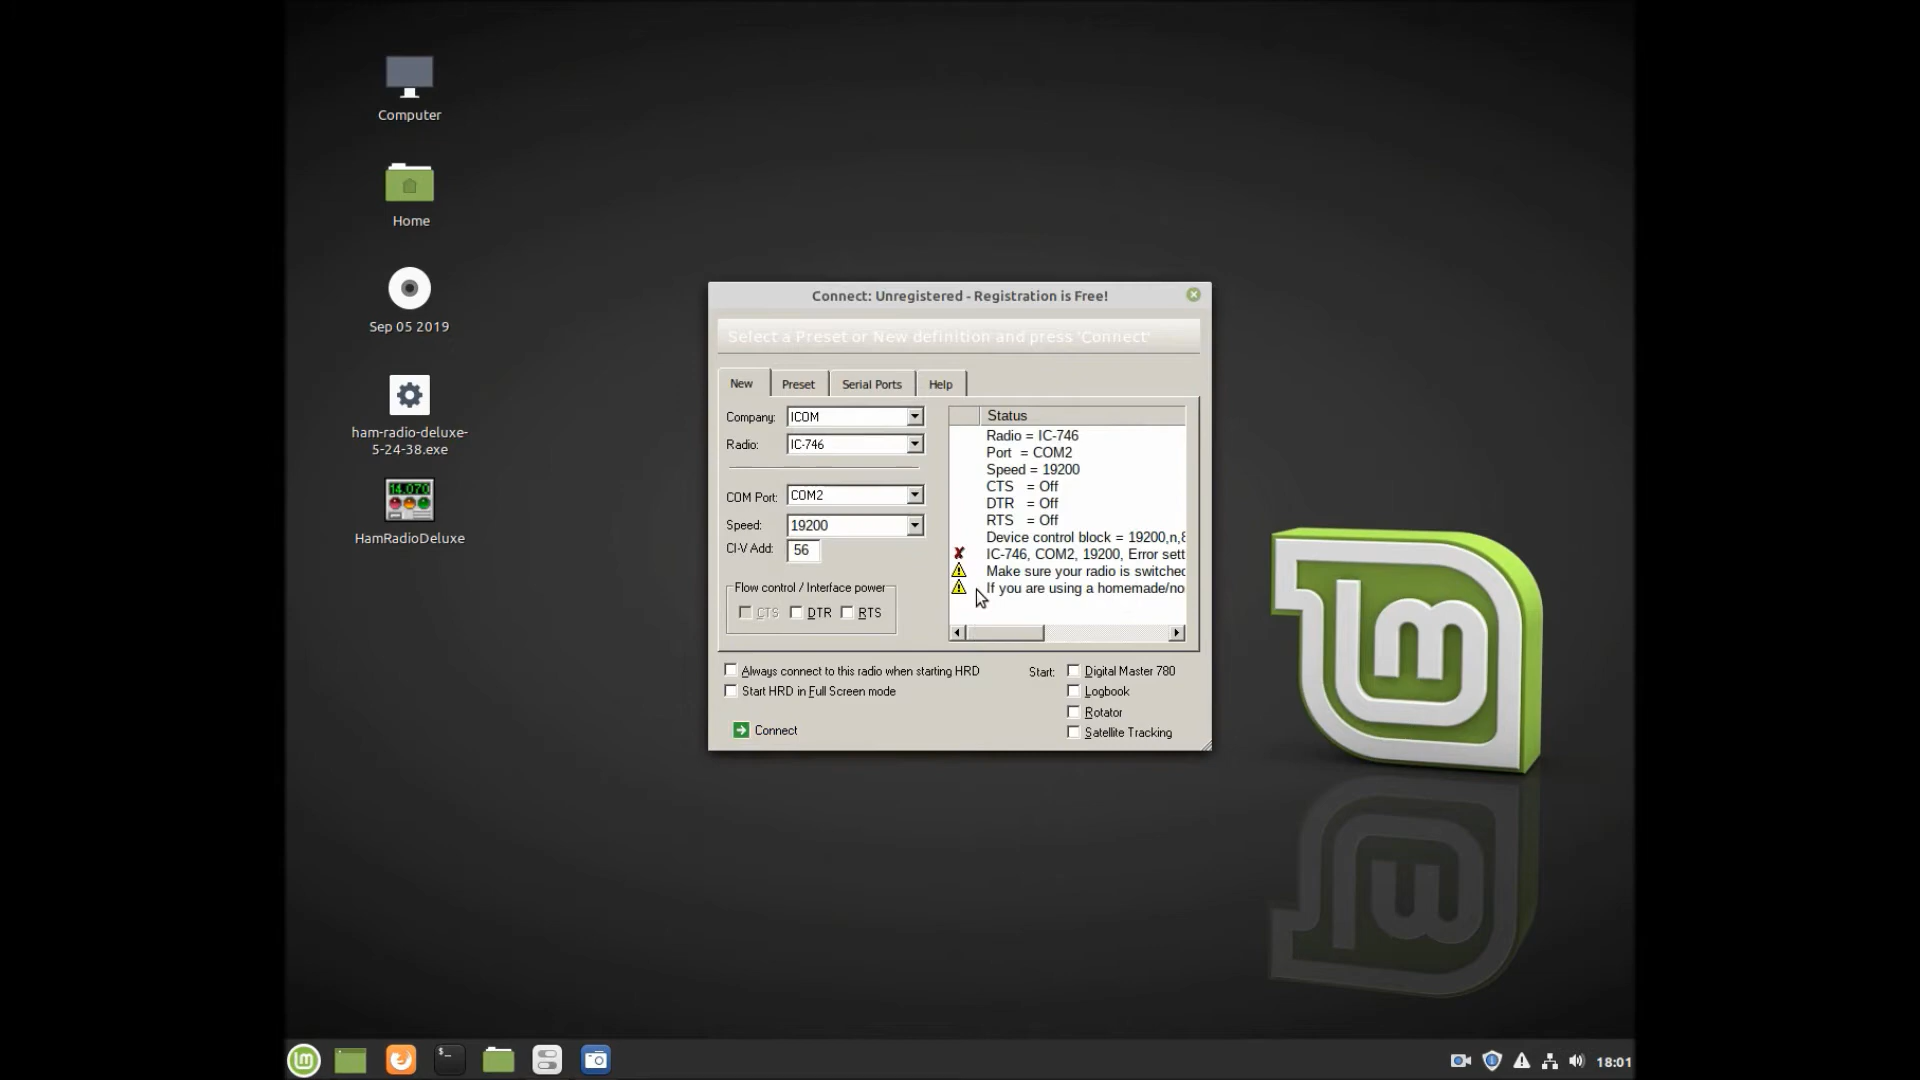 Computer
Home
Sep 05 2019
ham-radio-deluxe-
5-24-38.exe
14.070
HamRadioDeluxe
Connect: Unregistered - Registration is Free!
Select a Preset or New definition and press 'Connect'
New
Preset
Serial Ports
Help
Company:
ICOM
Radio:
IC-746
COM Port:
COM2
Speed:
19200
CI-V Add:
56
Flow control / Interface power
CTS
DTR
RTS
Status
Radio = IC-746
Port = COM2
Speed = 19200
CTS = Off
DTR = Off
RTS = Off
Device control block = 19200,n,8
IC-746, COM2, 19200, Error sett
Make sure your radio is switched
If you are using a homemade/no
Always connect to this radio when starting HRD
Start HRD in Full Screen mode
Start:
Digital Master 780
Logbook
Rotator
Satellite Tracking
Connect
lm
lm
$_
18:01